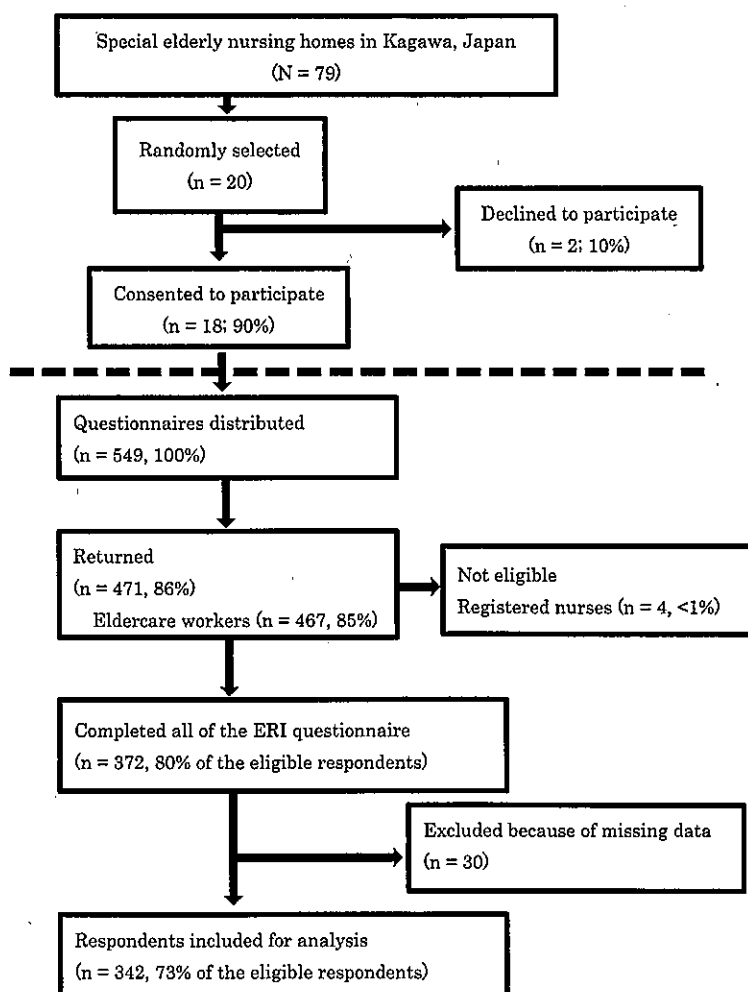 Special elderly nursing homes in Kagawa, Japan
(N = 79)
Randomly selected
(n = 20)
Declined to participate
(n = 2; 10%)
Consented to participate
(n = 18; 90%)
Questionnaires distributed
(n = 549, 100%)
Returned
(n = 471, 86%)
Eldercare workers (n = 467, 85%)
Not eligible
Registered nurses (n = 4, <1%)
Completed all of the ERI questionnaire
(n = 372, 80% of the eligible respondents)
Excluded because of missing data
(n = 30)
Respondents included for analysis
(n = 342, 73% of the eligible respondents)